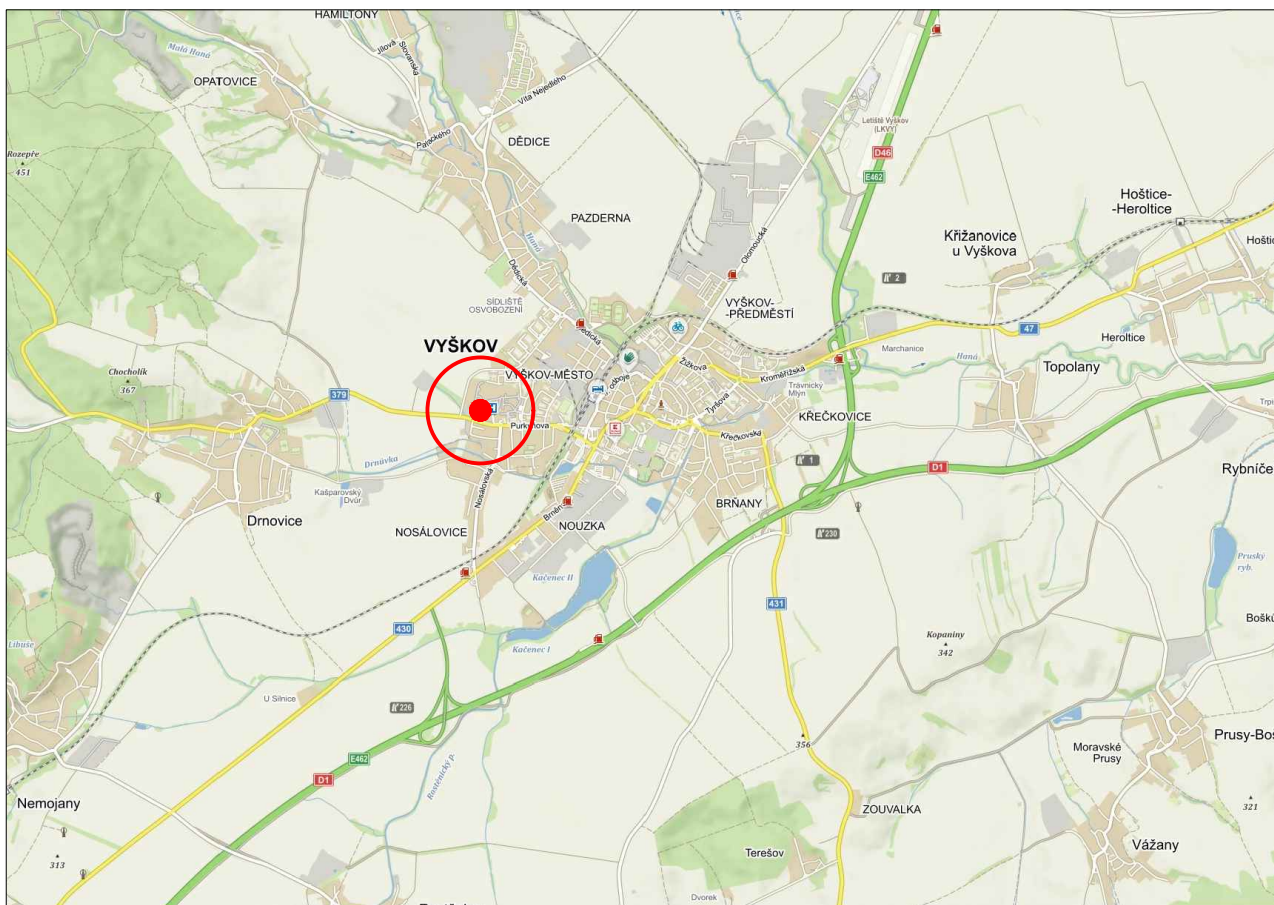 HAMILTONY
Jílová
Slovanská
Malá Haná
OPATOVICE
Víta Nejedlého
Palackého
DĚDICE
Letiště Vyškov
(LKVY)
D46
E462
Rozepře
451
PAZDERNA
Haná
Dědická
Olomoucká
Hoštice-
-Heroltice
Křižanovice
u Vyškova
SÍDLIŠTĚ
OSVOBOZENÍ
VYŠKOV-
-PŘEDMĚSTÍ
2
47
Heroltice
VYŠKOV
VYŠKOV-MĚSTO
Žižkova
Kroměřížská
Marchanice
Haná
Topolany
Chocholík
367
379
Trávnický
Mlýn
Tyršova
KŘEČKOVICE
Purkyňova
Křečkovská
Drnůvka
Kašparovský
Dvůr
Nosálovská
1
D1
Drnovice
NOSÁLOVICE
NOUZKA
BRŇANY
230
Pruský
ryb.
Kačenec II
431
430
Kačenec I
Kopaniny
342
Libuše
U Silnice
226
356
Moravské
Prusy
E462
D1
Rostěnický p.
Nemojany
ZOUVALKA
321
313
Terešov
Vážany
Dvorek